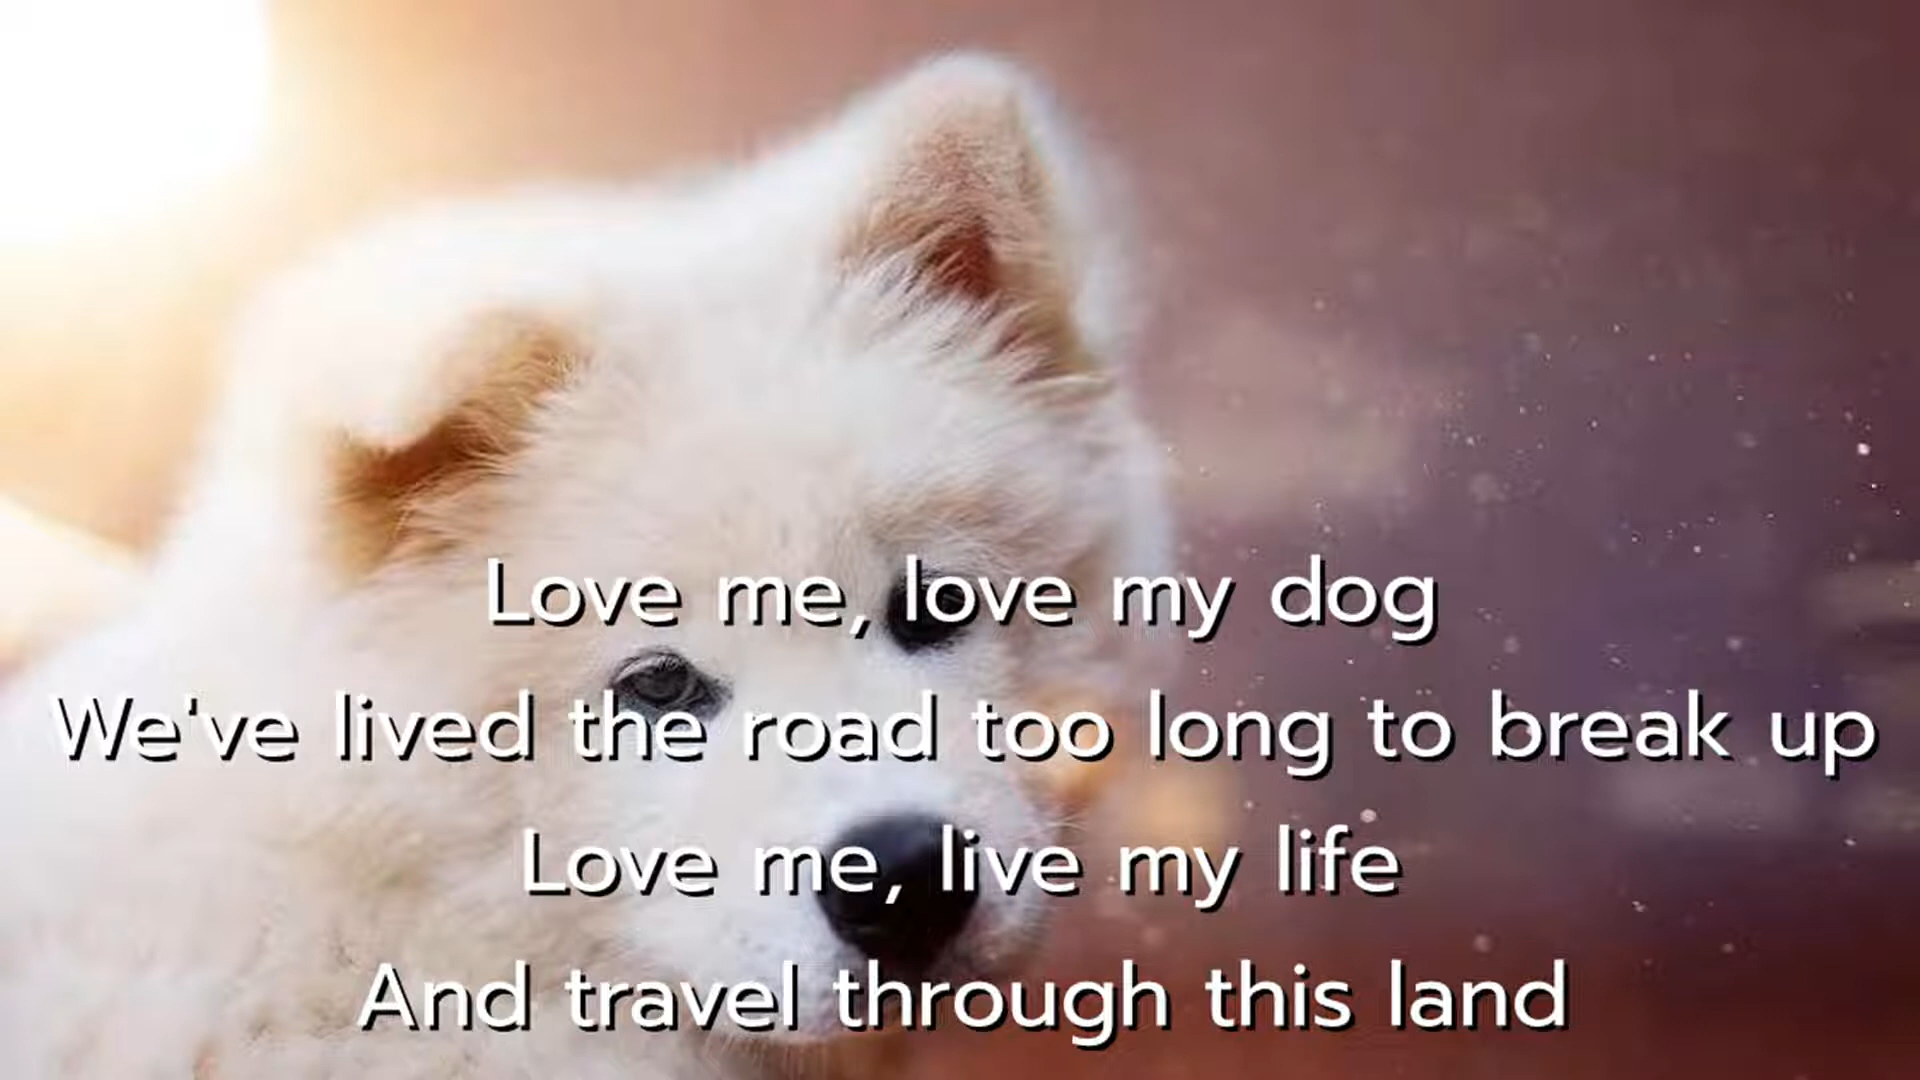 Love me, love my dog
We've lived the road too long to break up
Love me, live my life
And travel through this land